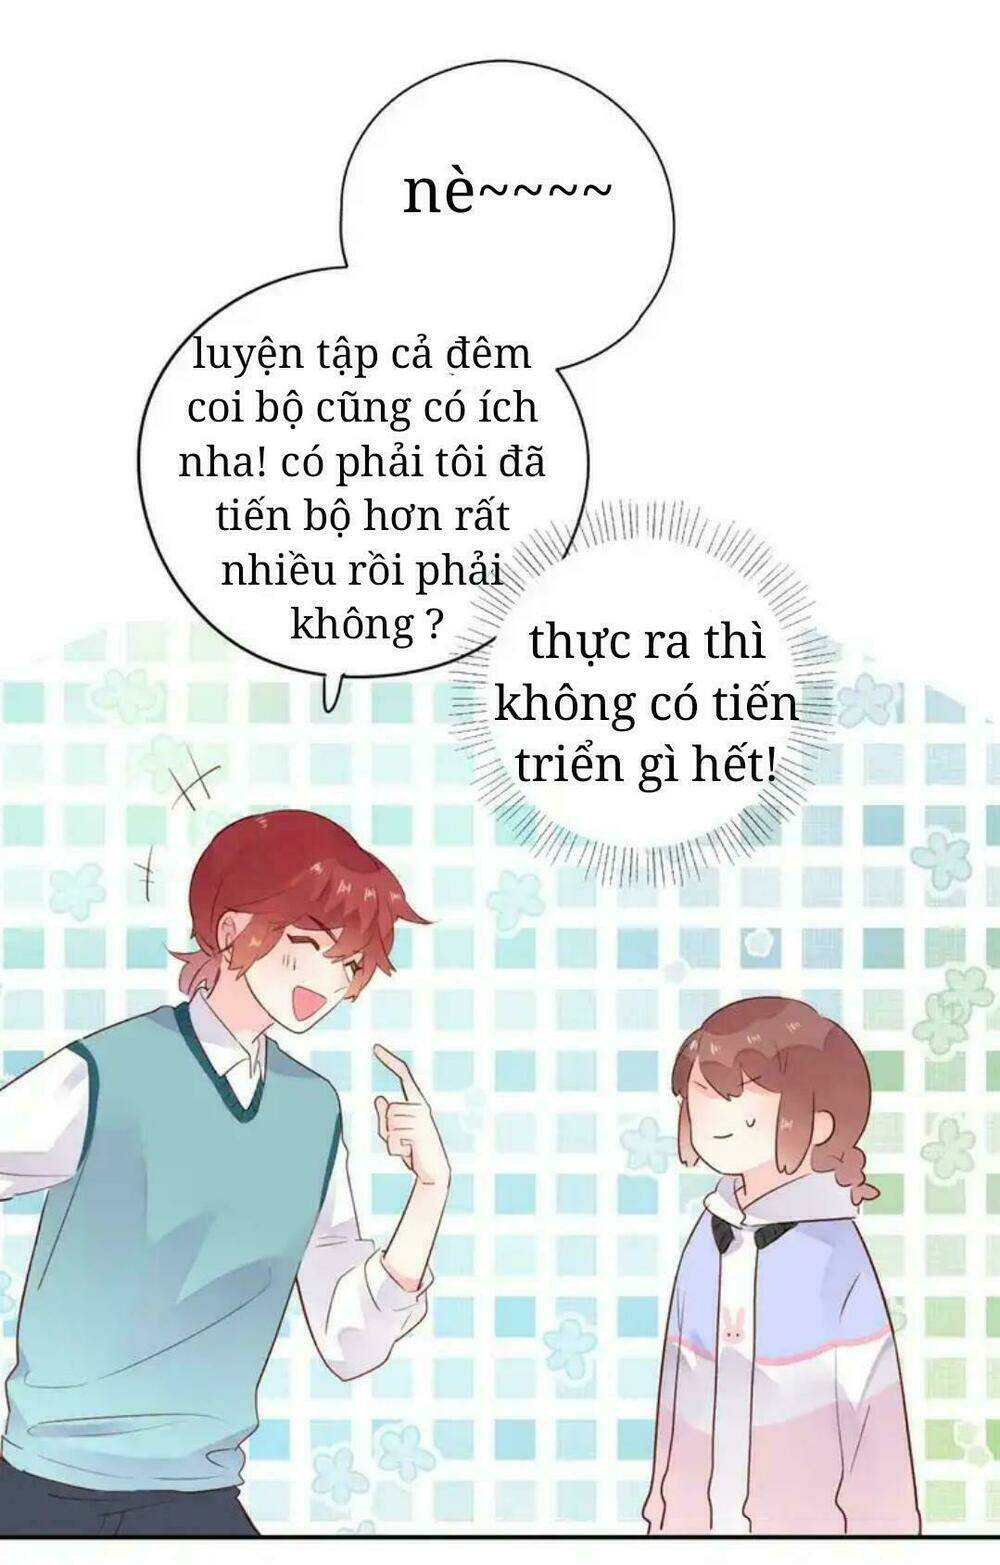 nè~~~~
luyện tập cả đêm
coi bộ cũng có ích
nha! có phải tôi đã
tiến bộ hơn rất
nhiều rồi phải
không ?
thực ra thì
không có tiến
triển gì hết!